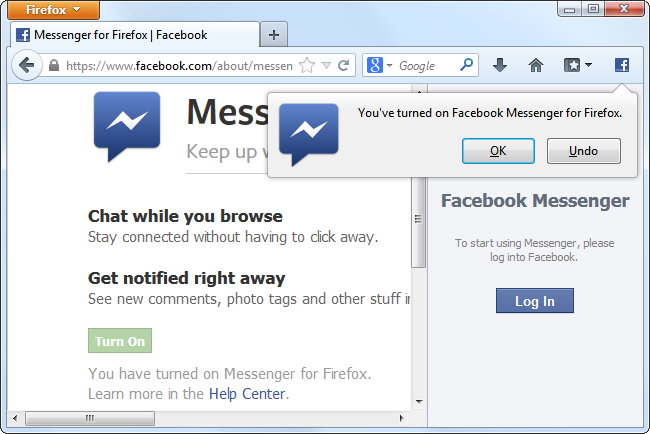 Firefox
Messenger for Firefox | Facebook
https://www.facebook.com/about/messen
Google
You've turned on Facebook Messenger for Firefox.
OK
Undo
Mess
Keep up w
Chat while you browse
Stay connected without having to click away.
Get notified right away
See new comments, photo tags and other stuff in
Turn On
You have turned on Messenger for Firefox.
Learn more in the Help Center.
Facebook Messenger
To start using Messenger, please
log into Facebook.
Log In